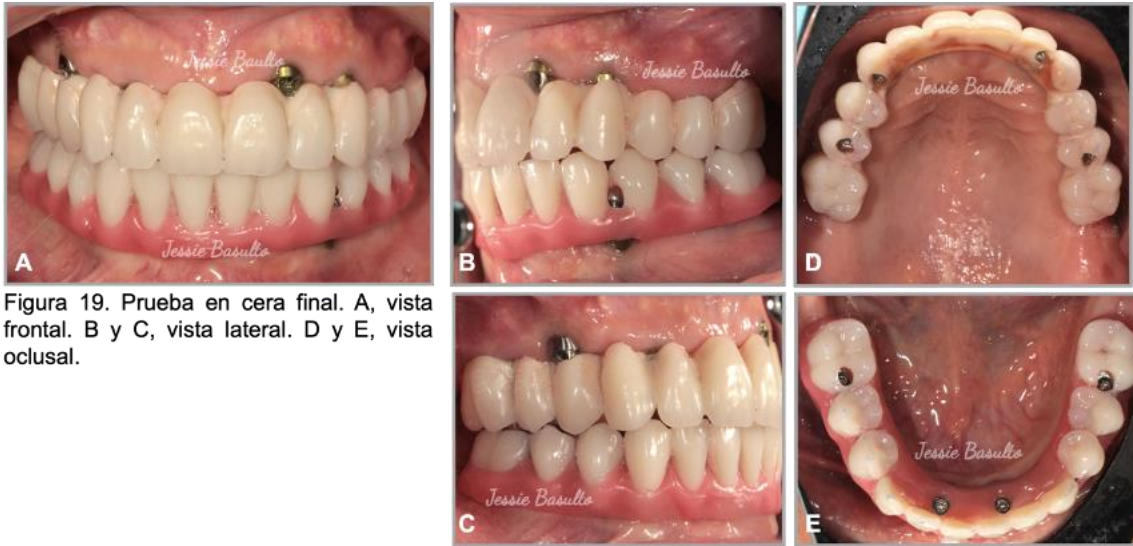 Jessie Baulto
Jessie Basulto
A
Jessie Basulto
B
Jessie Basulto
D
Figura 19. Prueba en cera final. A, vista
frontal. B y C, vista lateral. D y E, vista
oclusal.
Jessie Basulto
C
Jessie Basulto
E